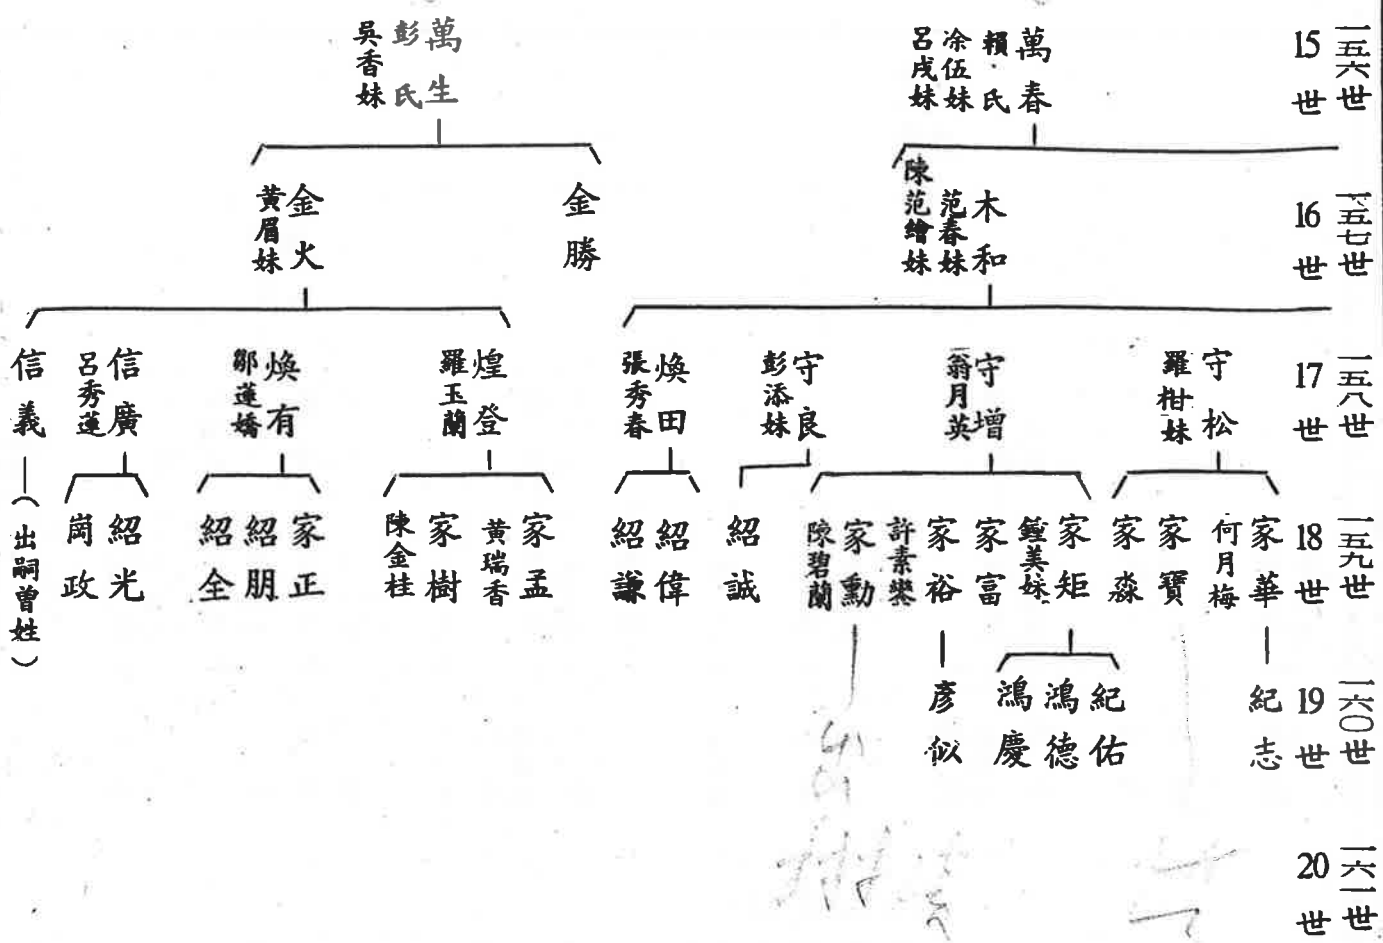 一五六世
15世
萬春
賴氏
涂伍妹
呂戍妹
萬生
彭氏
吳香妹
一五七世
16世
木和
范春妹
陳范繪妹
金勝
金火
黃眉妹
一五八世
17世
守松
羅柑妹
守增
翁月英
守良
彭添妹
煥田
張秀春
煌登
羅玉蘭
煥有
鄒蓮嬌
信廣
呂秀蓮
信義
（出嗣曾姓）
一五九世
18世
家華
何月梅
家寶
家淼
家矩
鍾美妹
家富
家裕
許素鑾
家勳
陳碧蘭
紹誠
紹偉
紹謙
家孟
黃瑞香
家樹
陳金桂
家正
紹朋
紹全
紹光
崗政
一六〇世
19世
紀志
紀佑
鴻德
鴻慶
彥似
一六一世
20世